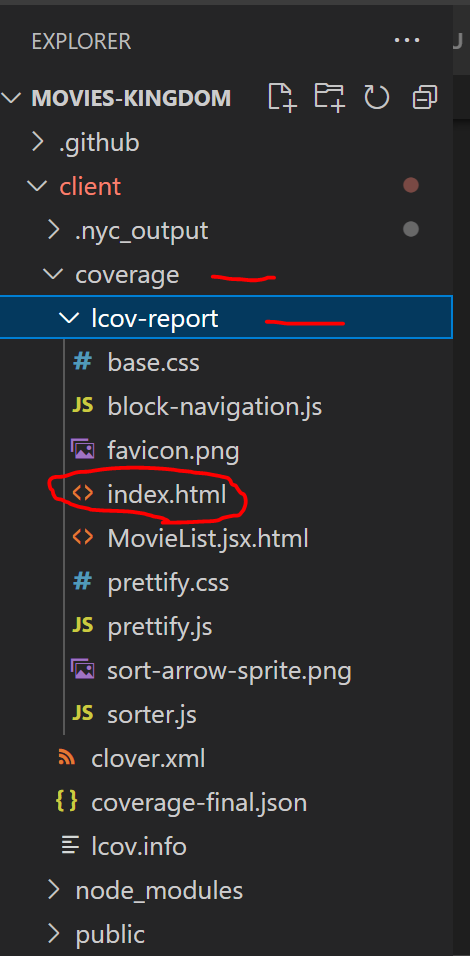 EXPLORER
MOVIES-KINGDOM
.github
client
.nyc_output
coverage
lcov-report
# base.css
JS block-navigation.js
favicon.png
<> index.html
<> MovieList.jsx.html
# prettify.css
JS prettify.js
sort-arrow-sprite.png
JS sorter.js
clover.xml
{} coverage-final.json
lcov.info
node_modules
public